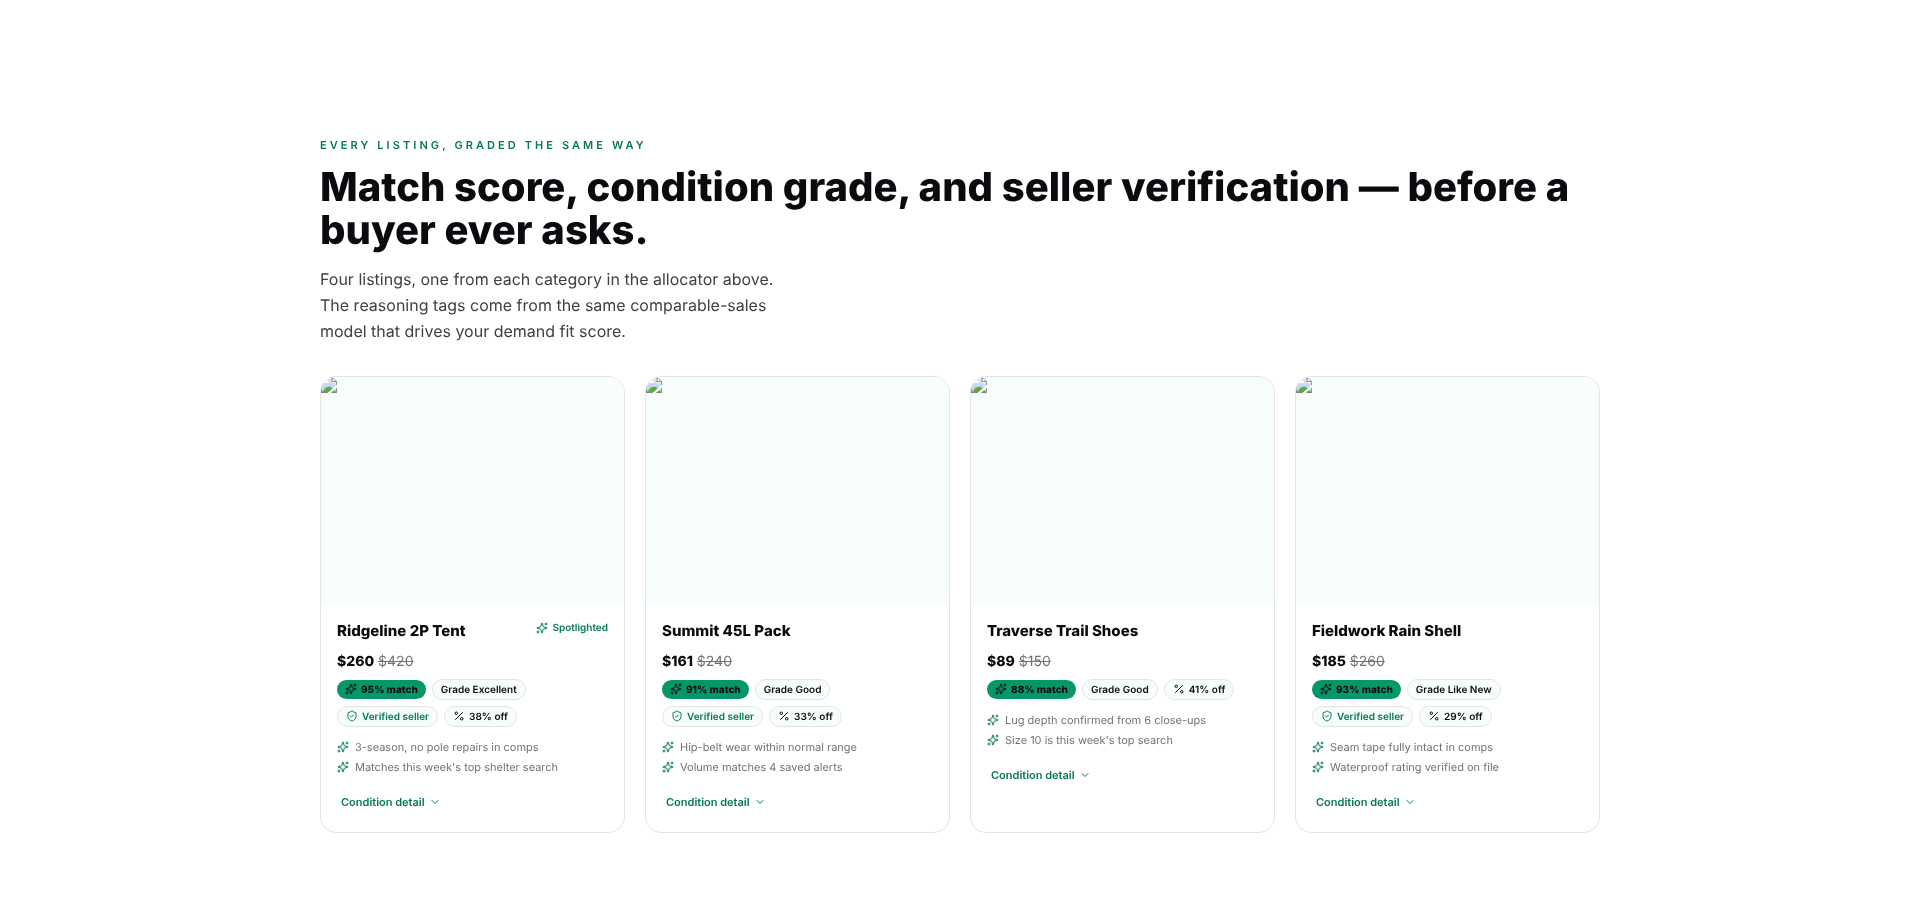 EVERY LISTING, GRADED THE SAME WAY
Match score, condition grade, and seller verification — before a
buyer ever asks.
Four listings, one from each category in the allocator above.
The reasoning tags come from the same comparable-sales
model that drives your demand fit score.
Ridgeline 2P Tent
Spotlighted
$260 $420
95% match
Grade Excellent
Verified seller
38% off
3-season, no pole repairs in comps
Matches this week's top shelter search
Condition detail
Summit 45L Pack
$161 $240
91% match
Grade Good
Verified seller
33% off
Hip-belt wear within normal range
Volume matches 4 saved alerts
Condition detail
Traverse Trail Shoes
$89 $150
88% match
Grade Good
41% off
Lug depth confirmed from 6 close-ups
Size 10 is this week's top search
Condition detail
Fieldwork Rain Shell
$185 $260
93% match
Grade Like New
Verified seller
29% off
Seam tape fully intact in comps
Waterproof rating verified on file
Condition detail